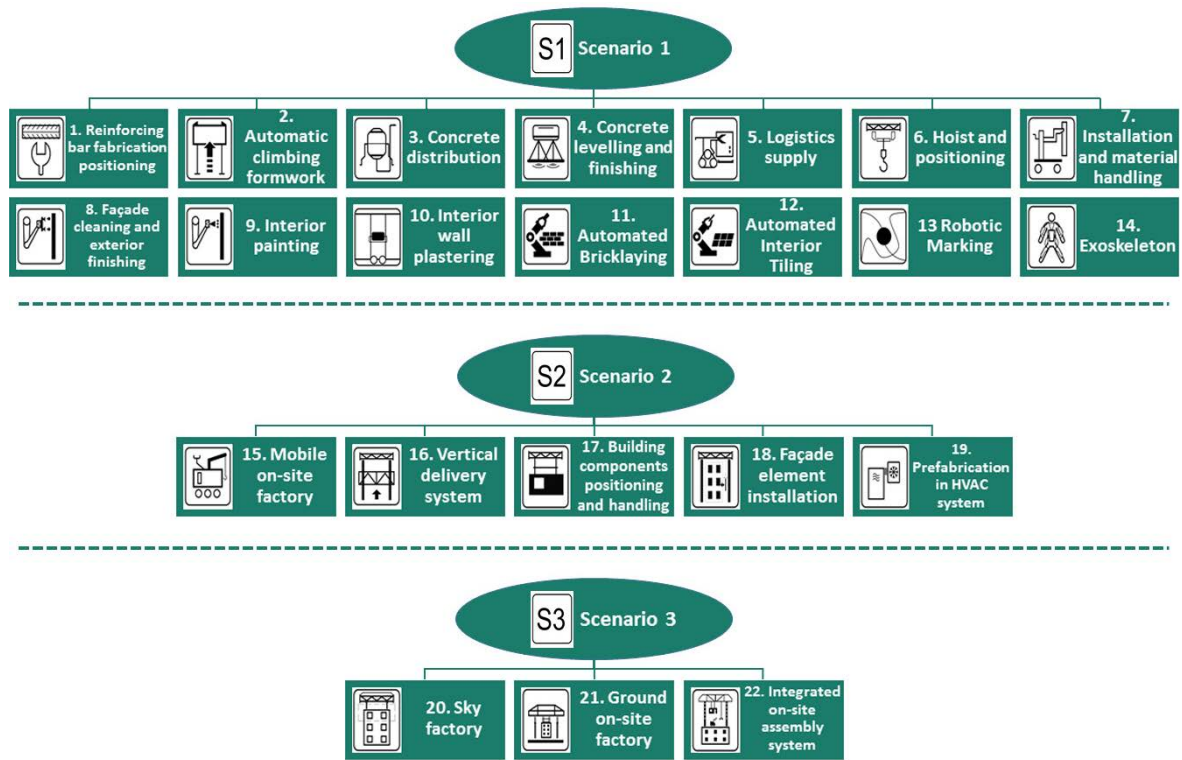 S1 Scenario 1
1. Reinforcing
bar fabrication
positioning
2.
Automatic
climbing
formwork
3. Concrete
distribution
4. Concrete
levelling and
finishing
5. Logistics
supply
6. Hoist and
positioning
7.
Installation
and material
handling
8. Façade
cleaning and
exterior
finishing
9. Interior
painting
10. Interior
wall
plastering
11.
Automated
Bricklaying
12.
Automated
Interior
Tiling
13 Robotic
Marking
14.
Exoskeleton
S2 Scenario 2
15. Mobile
on-site
factory
16. Vertical
delivery
system
17. Building
components
positioning
and handling
18. Façade
element
installation
19.
Prefabrication
in HVAC
system
S3 Scenario 3
20. Sky
factory
21. Ground
on-site
factory
22. Integrated
on-site
assembly
system